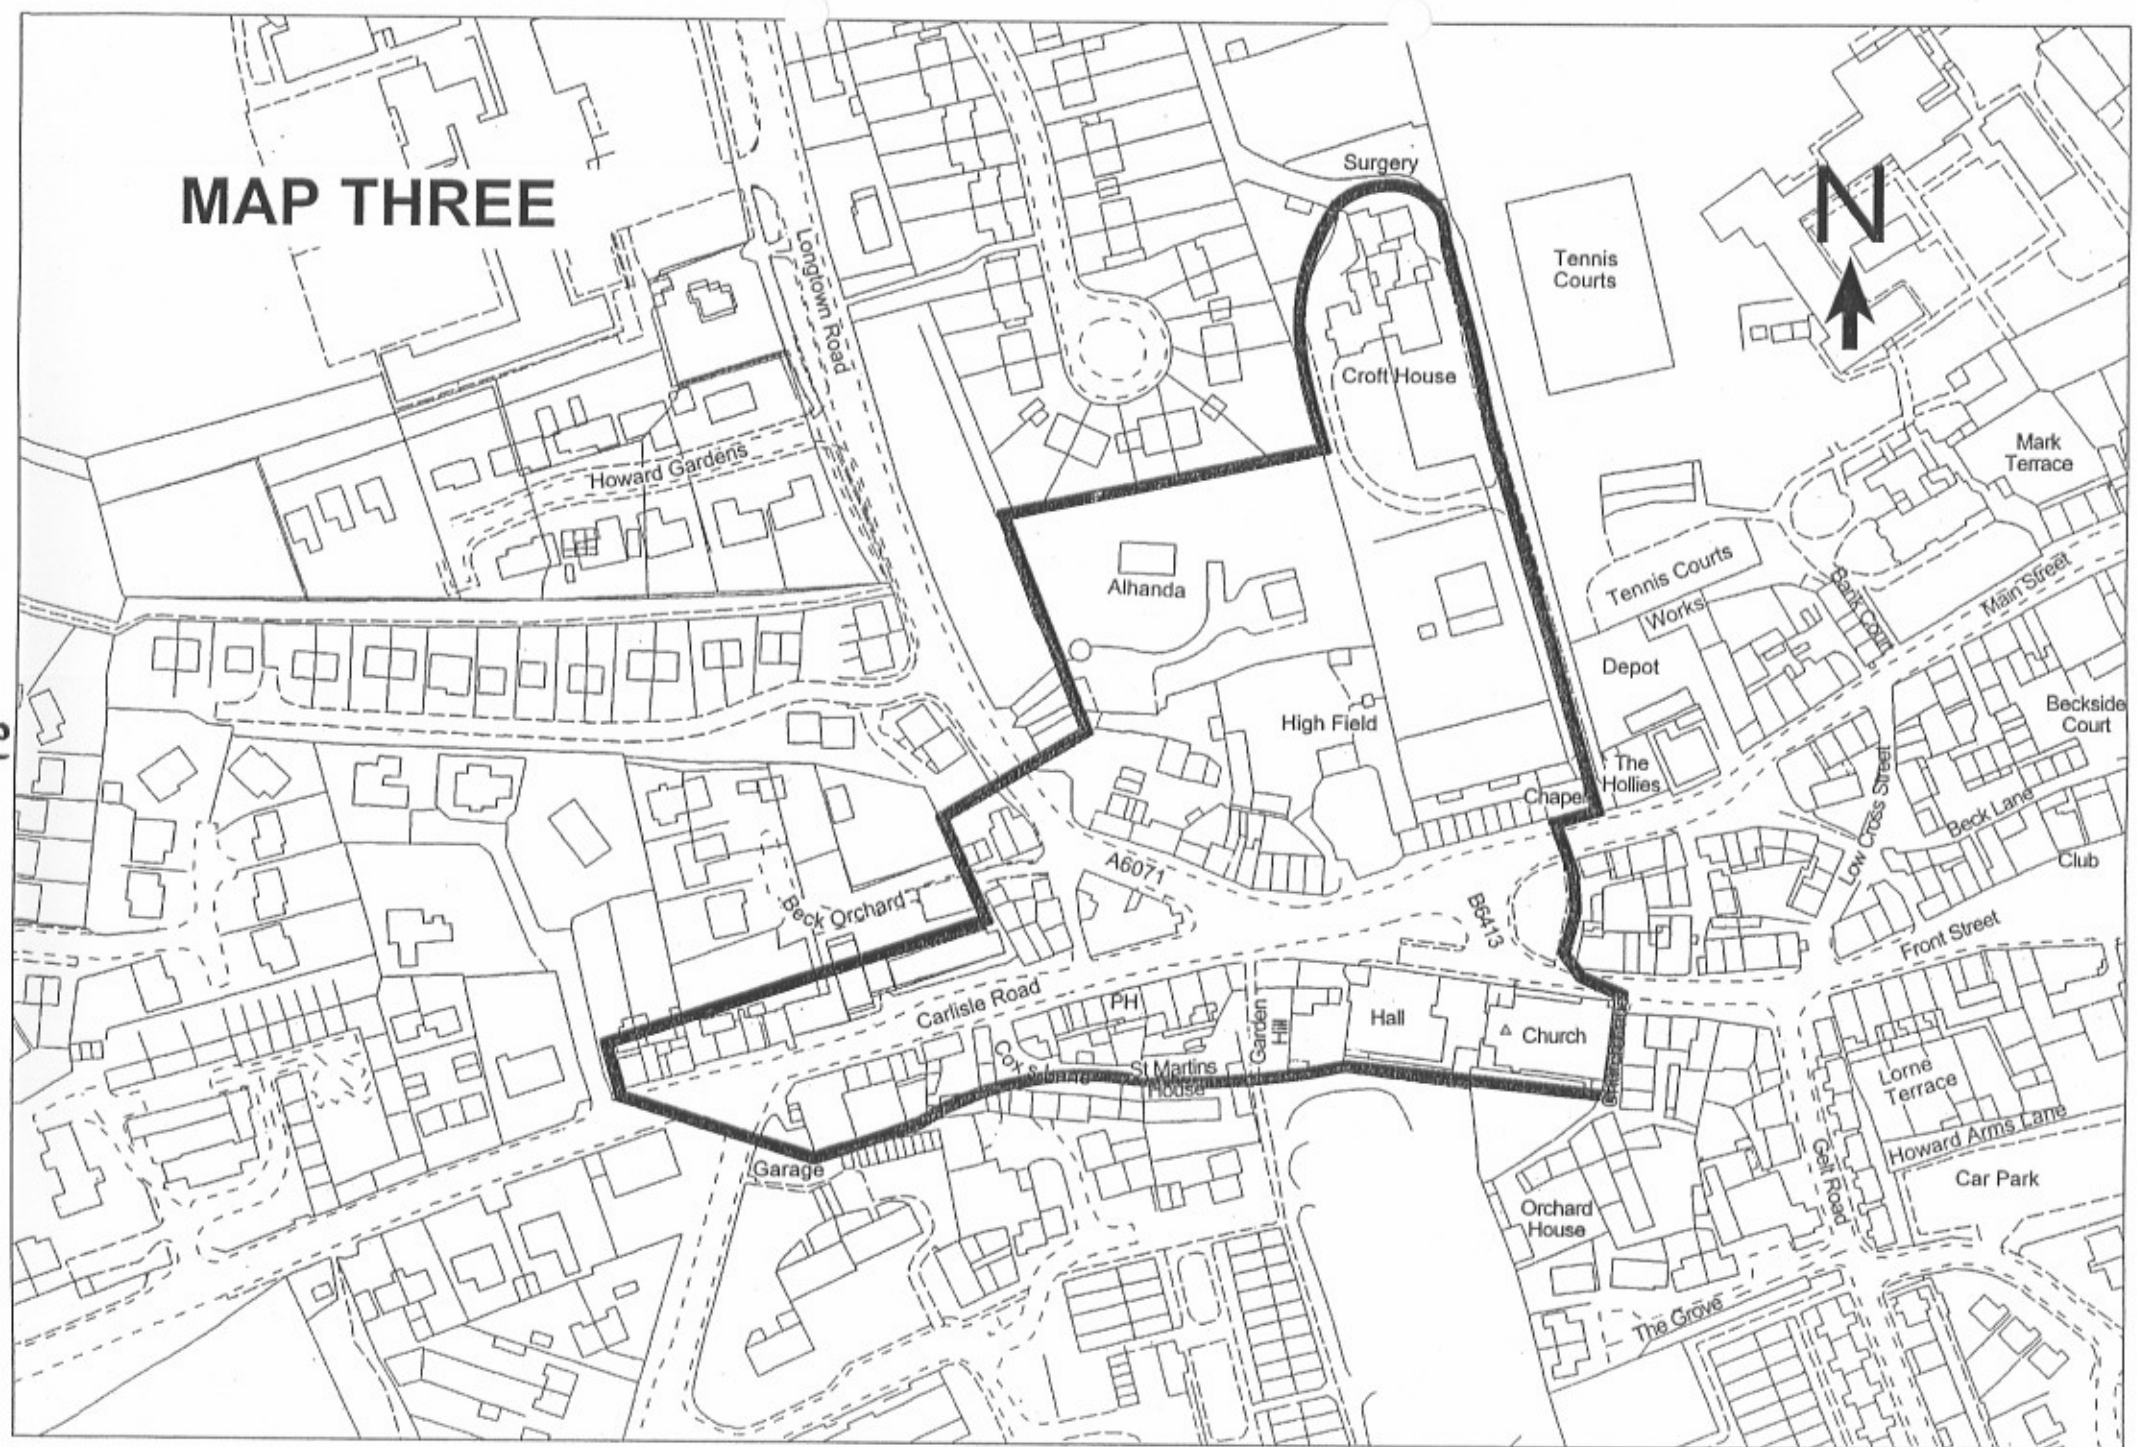 MAP THREE
N
Surgery
Tennis
Courts
Longtown Road
Croft House
Howard Gardens
Mark
Terrace
Tennis Courts
Works
Bank Court
Main Street
Alhanda
Depot
High Field
Beckside
Court
e
The
Hollies
Chapel
Low Cross Street
Beck Lane
Club
A6071
Beck Orchard
B6413
Front Street
Carlisle Road
PH
Garden
Hill
Hall
Church
Cox's Lane
St Martins
House
Lorne
Terrace
Howard Arms Lane
Garage
Gelt Road
Car Park
Orchard
House
The Grove